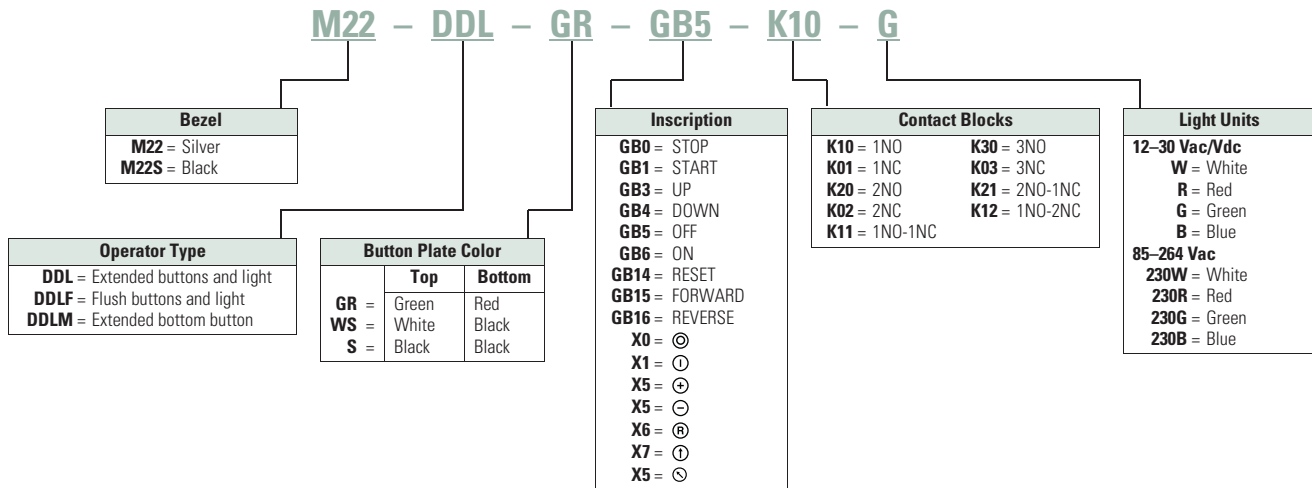 M22 – DDL – GR – GB5 – K10 – G
Bezel
M22 = Silver
M22S = Black
Operator Type
DDL = Extended buttons and light
DDLF = Flush buttons and light
DDLM = Extended bottom button
Button Plate Color
Top Bottom
GR = Green Red
WS = White Black
S = Black Black
Inscription
GB0 = STOP
GB1 = START
GB3 = UP
GB4 = DOWN
GB5 = OFF
GB6 = ON
GB14 = RESET
GB15 = FORWARD
GB16 = REVERSE
X0 = ◎
X1 = ⏼
X5 = ⊕
X5 = ⊖
X6 = Ⓡ
X7 = ↑
X5 = ↖
Contact Blocks
K10 = 1NO K30 = 3NO
K01 = 1NC K03 = 3NC
K20 = 2NO K21 = 2NO-1NC
K02 = 2NC K12 = 1NO-2NC
K11 = 1NO-1NC
Light Units
12–30 Vac/Vdc
W = White
R = Red
G = Green
B = Blue
85–264 Vac
230W = White
230R = Red
230G = Green
230B = Blue